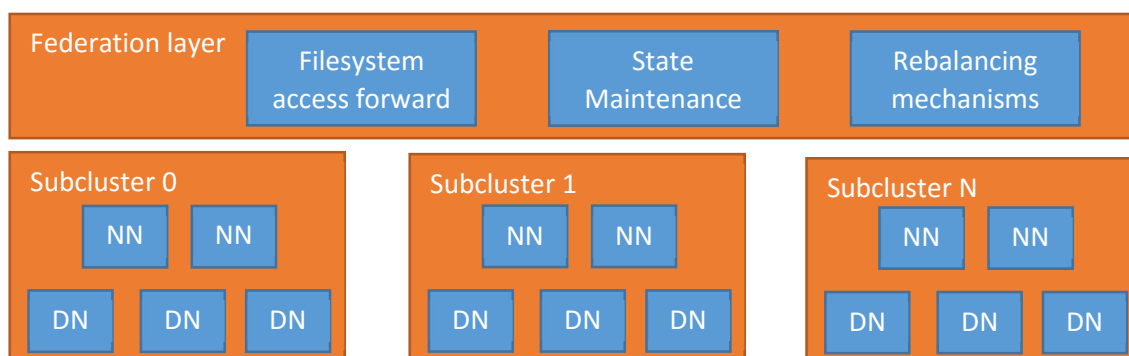 Federation layer
Filesystem
access forward
State
Maintenance
Rebalancing
mechanisms
Subcluster 0
NN NN
DN DN DN
Subcluster 1
NN NN
DN DN DN
Subcluster N
NN NN
DN DN DN